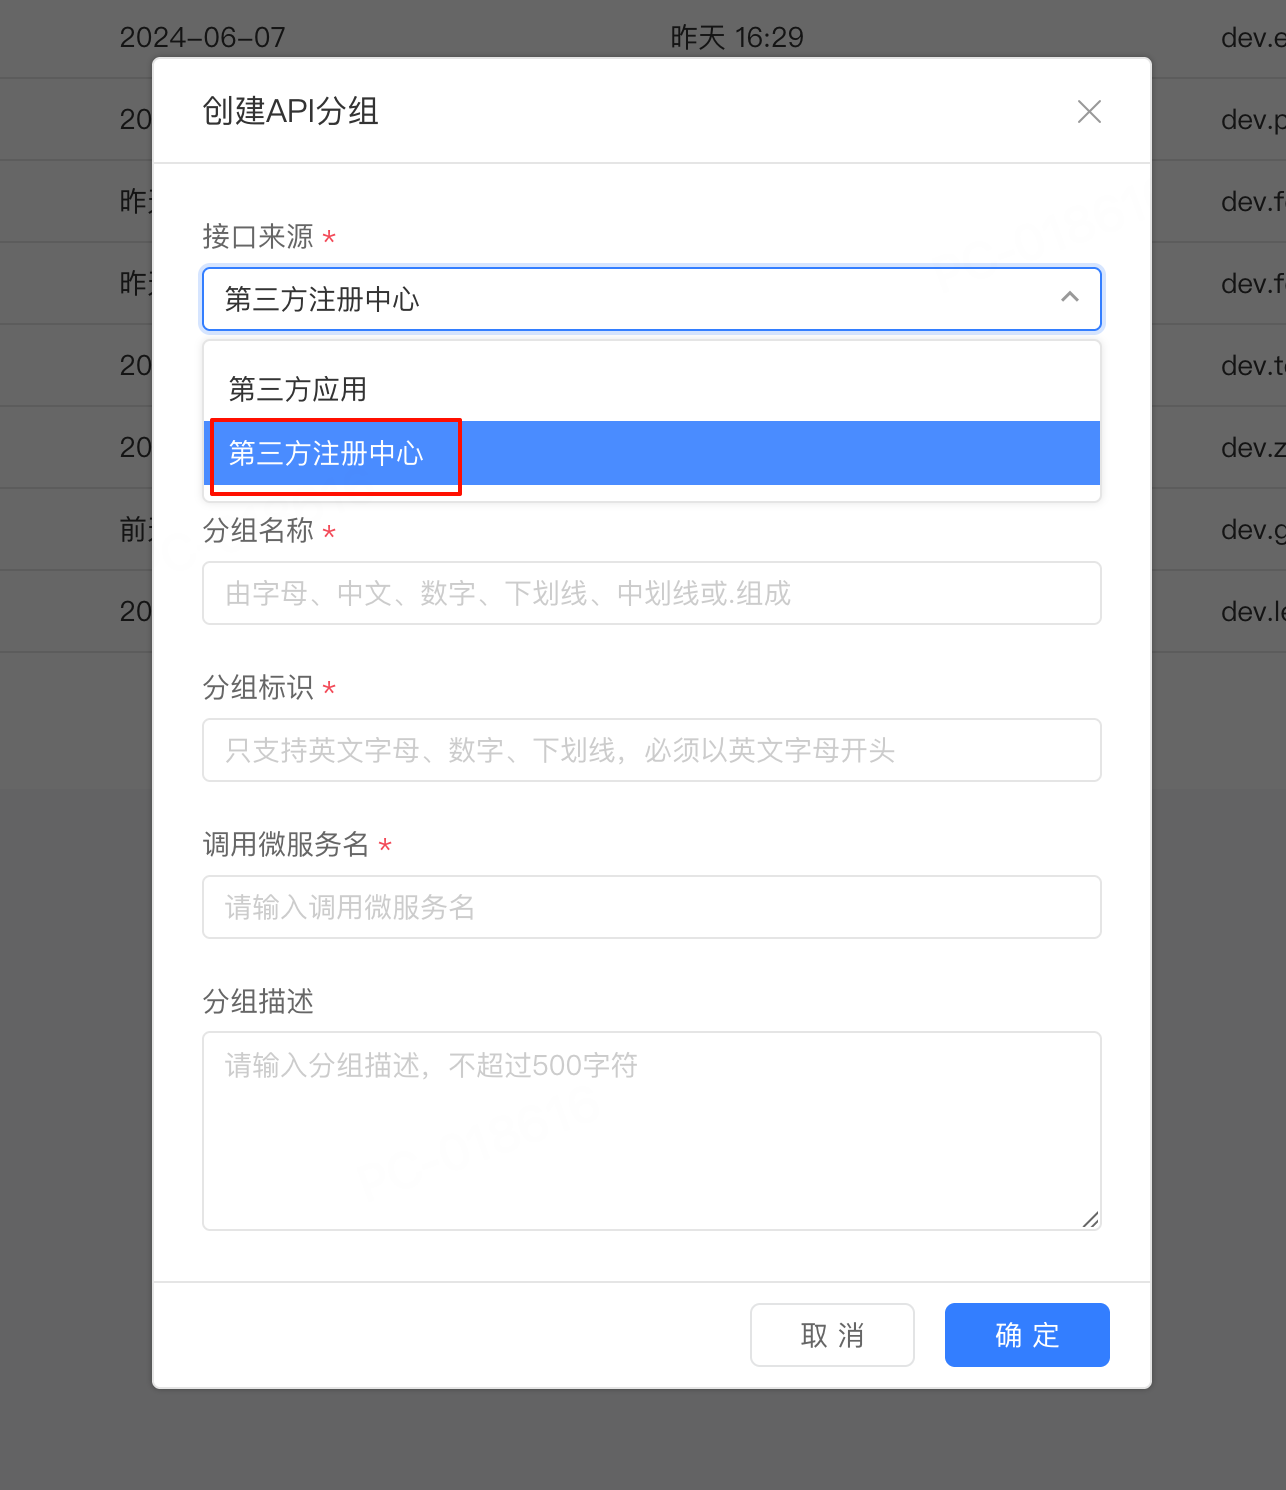 2024-06-07 昨天 16:29 dev.e
创建API分组
20 dev.p
昨 dev.f
接口来源 *
第三方注册中心
昨 dev.f
第三方应用
20 dev.t
第三方注册中心
20 dev.z
分组名称 *
前 dev.g
由字母、中文、数字、下划线、中划线或.组成
20 dev.le
分组标识 *
只支持英文字母、数字、下划线，必须以英文字母开头
调用微服务名 *
请输入调用微服务名
分组描述
请输入分组描述，不超过500字符
取 消
确 定